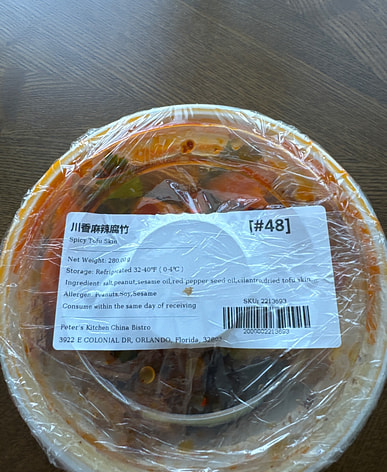 川香麻辣腐竹
[#48]
Spicy Tofu Skin
Net Weight: 280.00g
Storage: Refrigerated 32-40°F ( 0-4°C )
Ingredient: salt,peanut,sesame oil,red pepper seed oil,cilantro,dried tofu skin,
Allergen: Peanuts,Soy,Sesame
Consume within the same day of receiving
SKU: 2213693
2000002213693
Peter's Kitchen China Bistro
3922 E COLONIAL DR, ORLANDO, Florida,